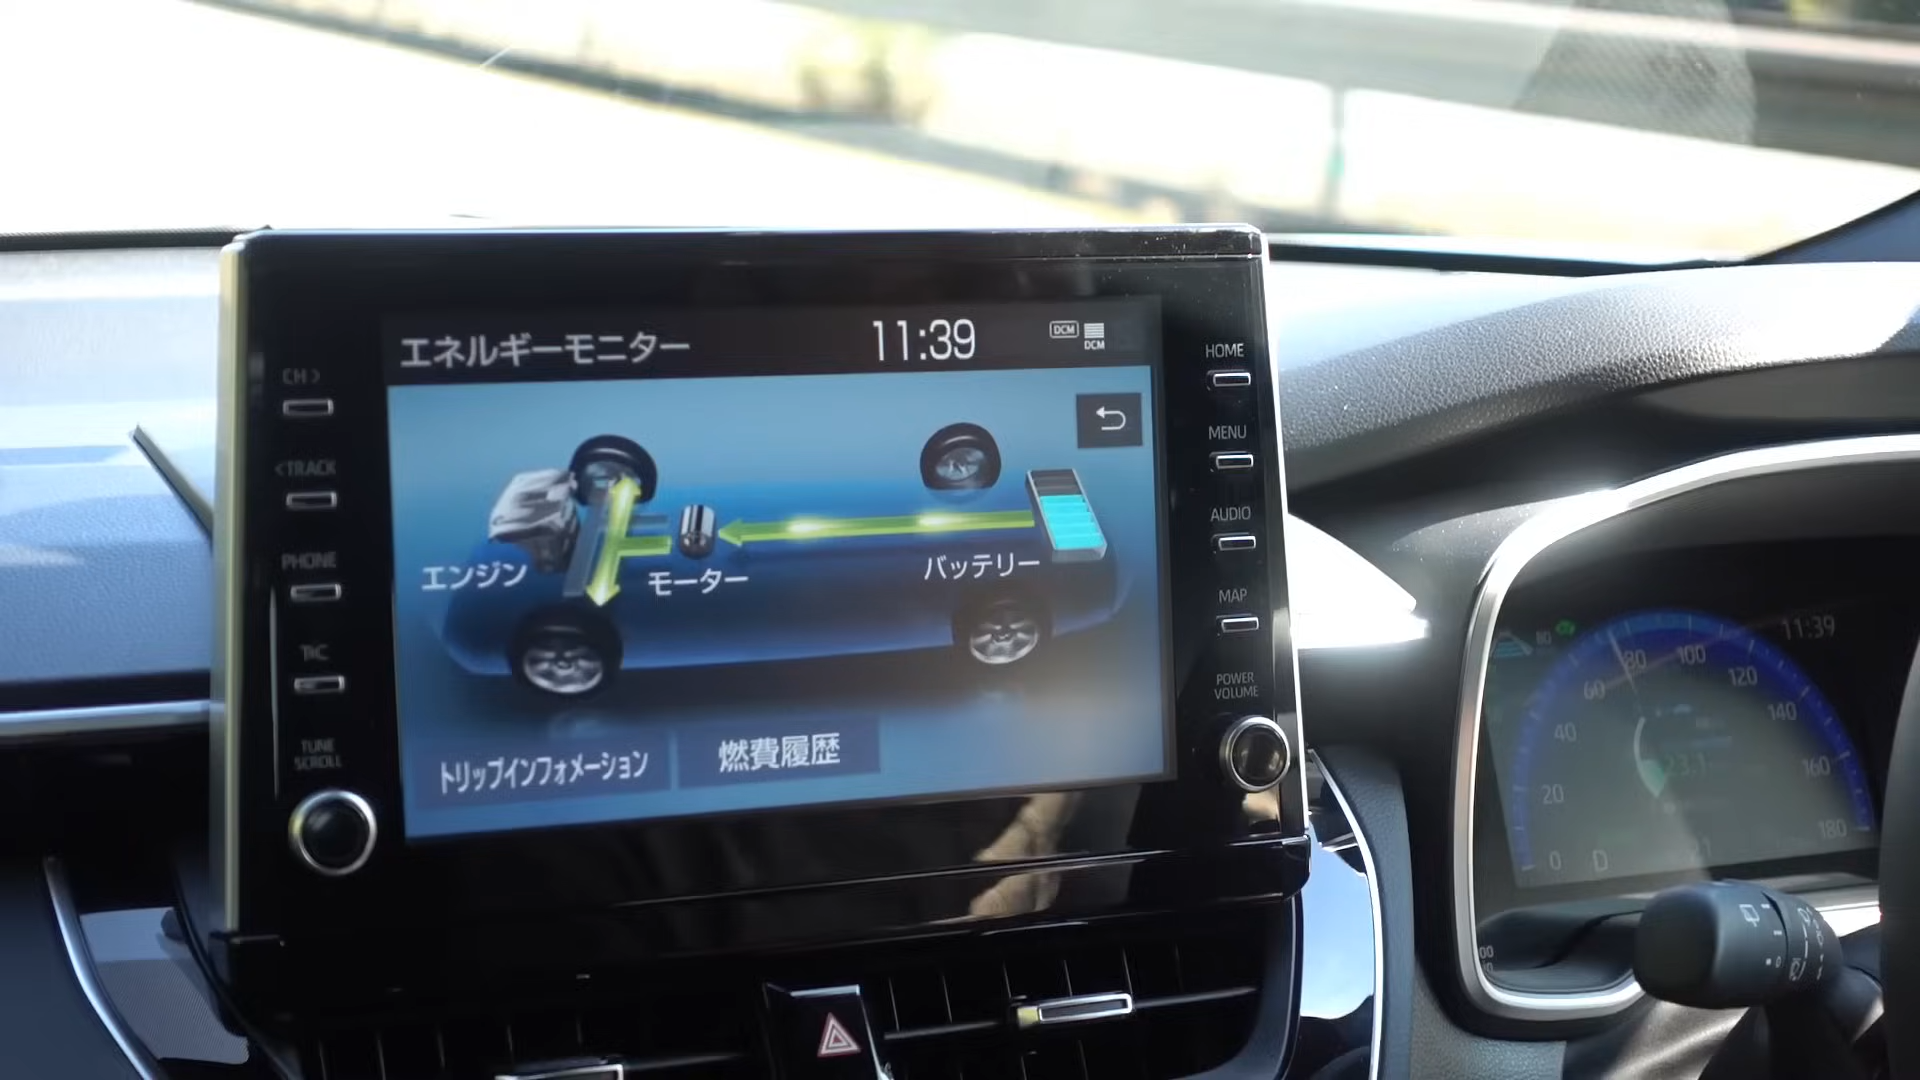 エネルギーモニター
11:39
DCM
DCM
CH >
< TRACK
PHONE
TUNE
SCROLL
エンジン
モーター
バッテリー
トリップインフォメーション
燃費履歴
HOME
MENU
AUDIO
MAP
POWER
VOLUME
80
11:39
0
20
40
60
80
100
120
140
160
180
D